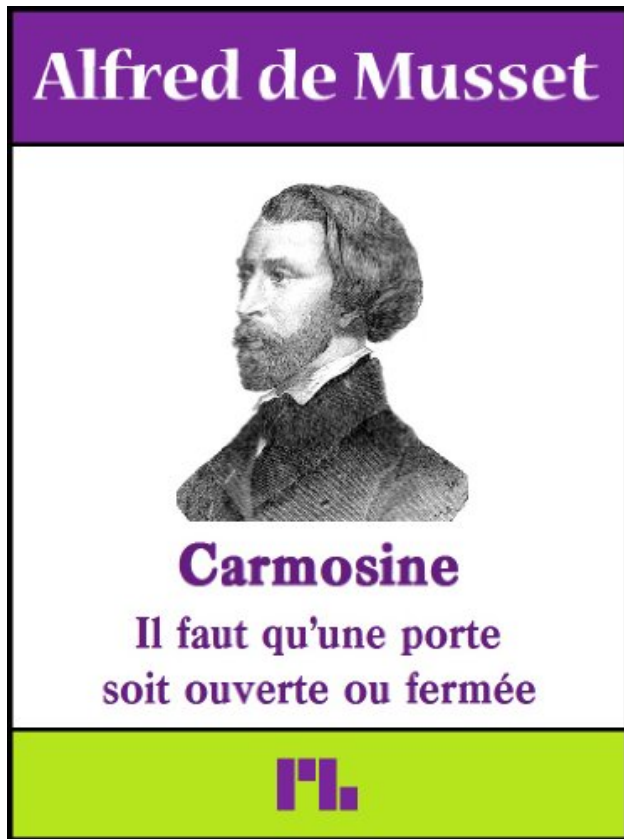 Alfred de Musset
Carmosine
Il faut qu'une porte
soit ouverte ou fermée